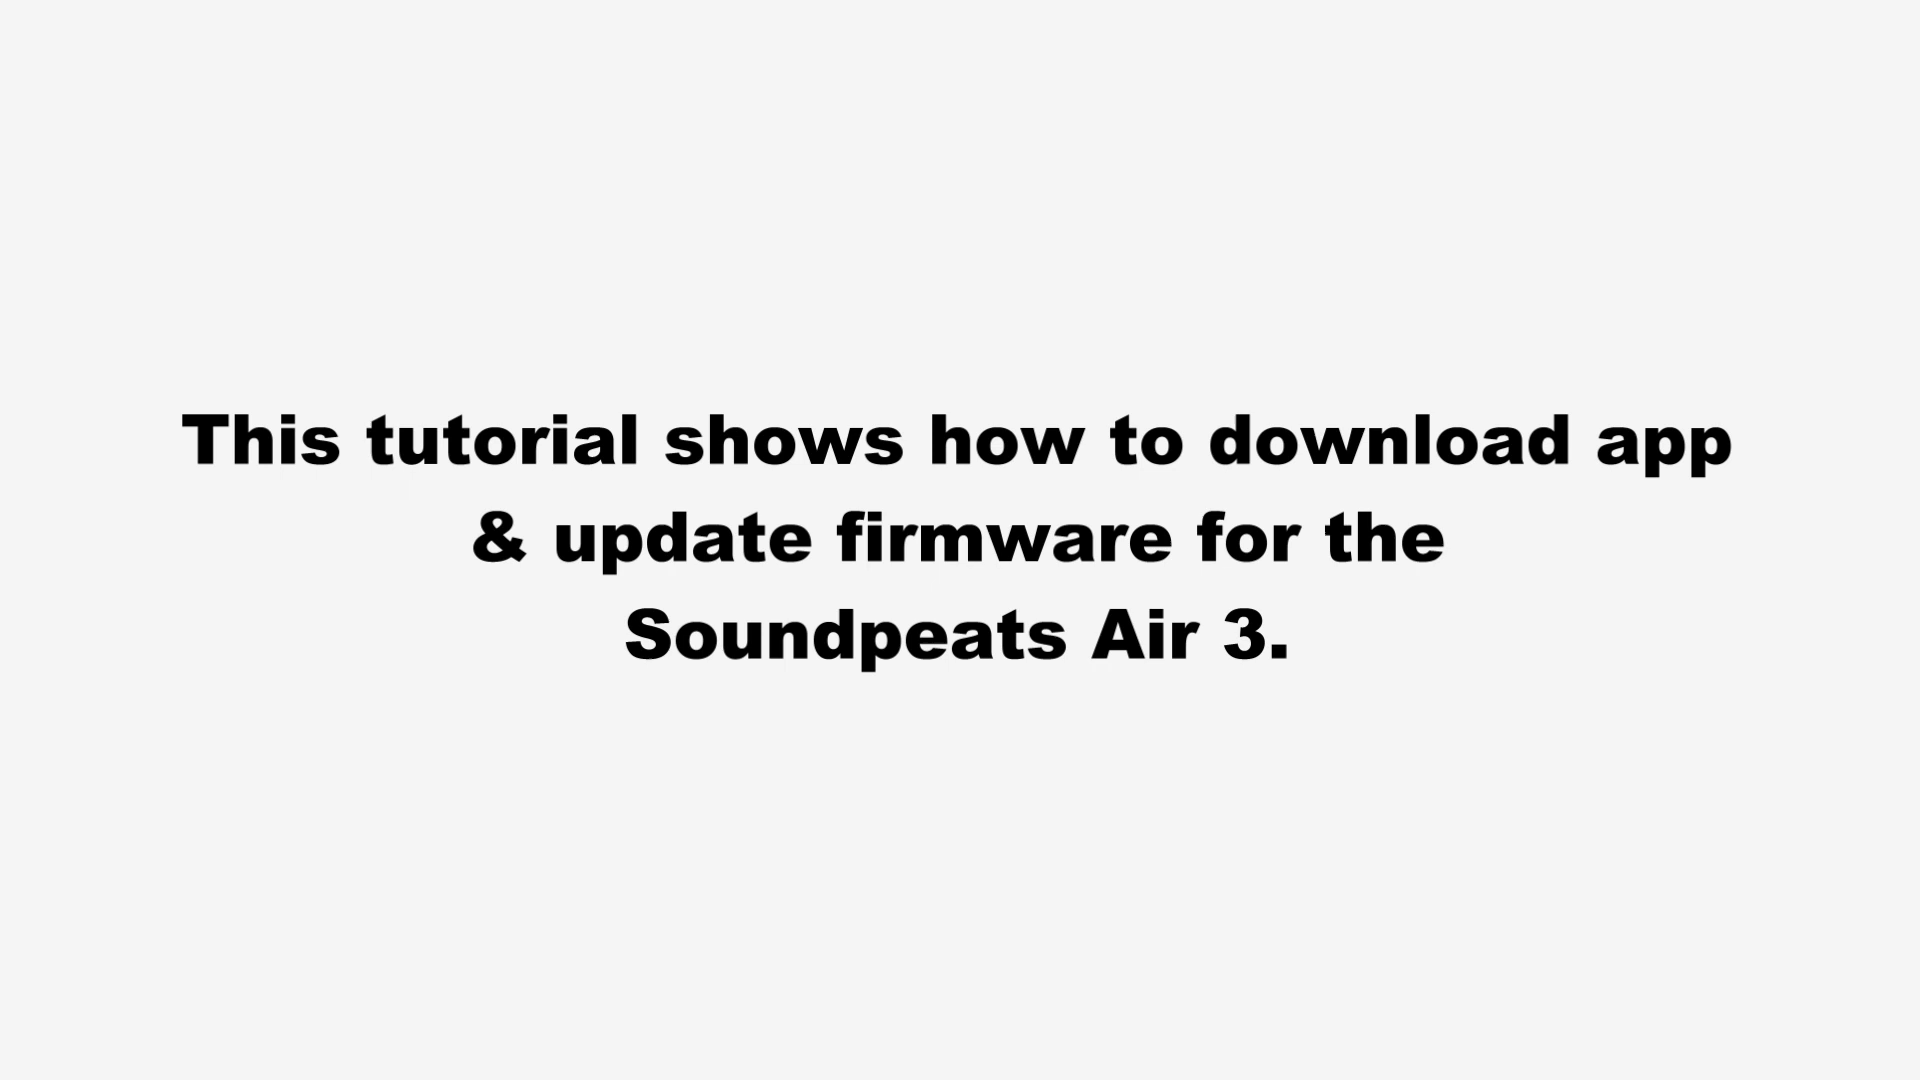 This tutorial shows how to download app
& update firmware for the
Soundpeats Air 3.